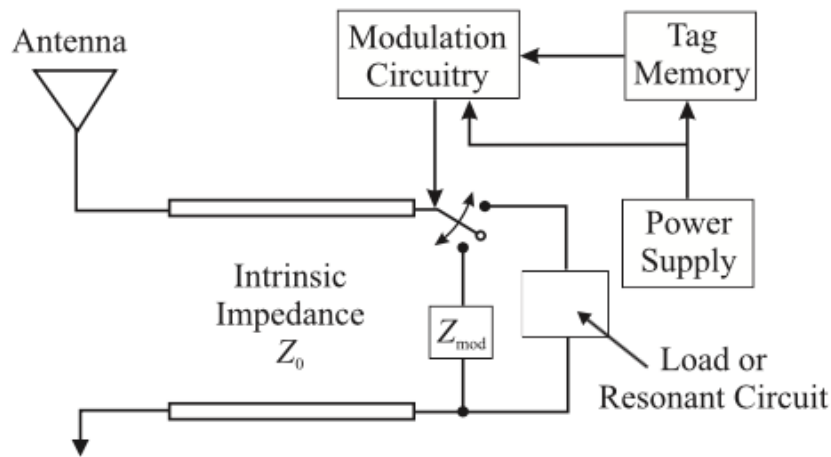 Antenna
Modulation
Circuitry
Tag
Memory
Power
Supply
Intrinsic
Impedance
Z₀
Zmod
Load or
Resonant Circuit